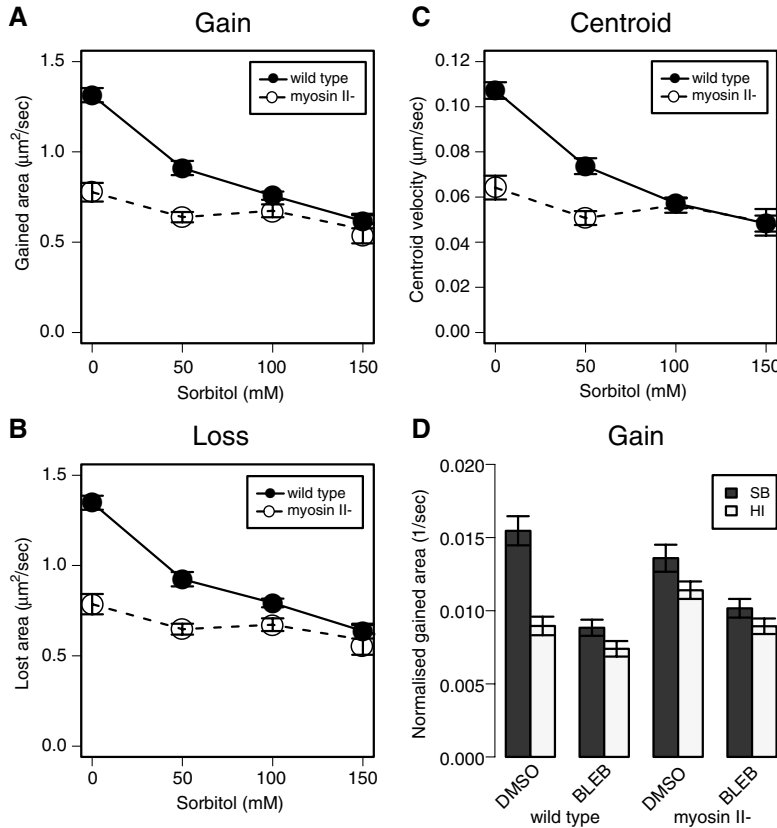 A
Gain
Gained area (μm²/sec)
1.5
1.0
0.5
0.0
wild type
myosin II-
0 50 100 150
Sorbitol (mM)
B
Loss
Lost area (μm²/sec)
1.5
1.0
0.5
0.0
wild type
myosin II-
0 50 100 150
Sorbitol (mM)
C
Centroid
Centroid velocity (μm/sec)
0.12
0.10
0.08
0.06
0.04
0.02
0.00
wild type
myosin II-
0 50 100 150
Sorbitol (mM)
D
Gain
Normalised gained area (1/sec)
0.020
0.015
0.010
0.005
0.000
SB
HI
DMSO BLEB DMSO BLEB
wild type myosin II-